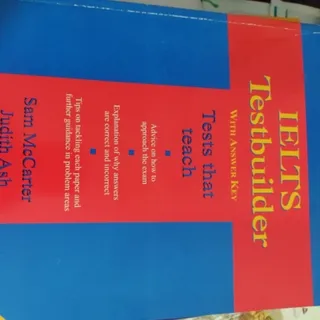 IELTS
Testbuilder
WITH ANSWER KEY
Tests that
teach
Advice on how to
approach the exam
Explanation of why answers
are correct and incorrect
Tips on tackling each paper and
further guidance in problem areas
Sam McCarter
Judith Ash